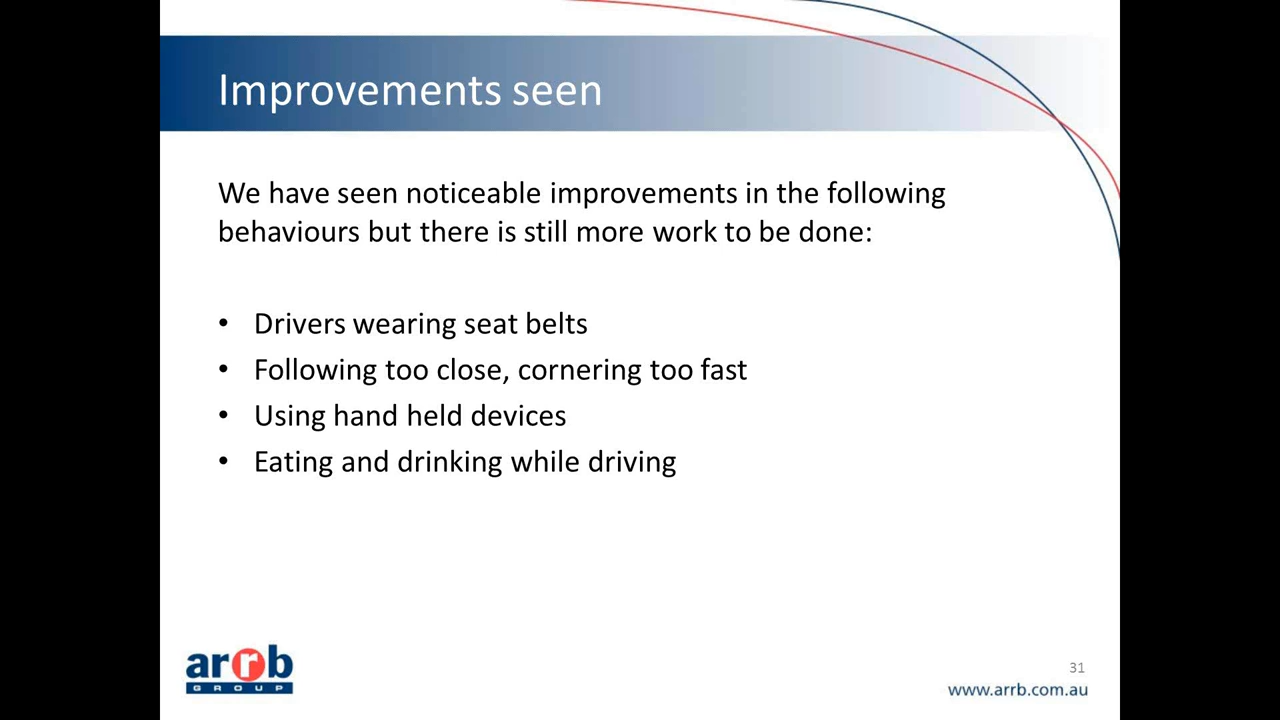 Improvements seen
We have seen noticeable improvements in the following
behaviours but there is still more work to be done:
• Drivers wearing seat belts
• Following too close, cornering too fast
• Using hand held devices
• Eating and drinking while driving
arrb
GROUP
31
www.arrb.com.au